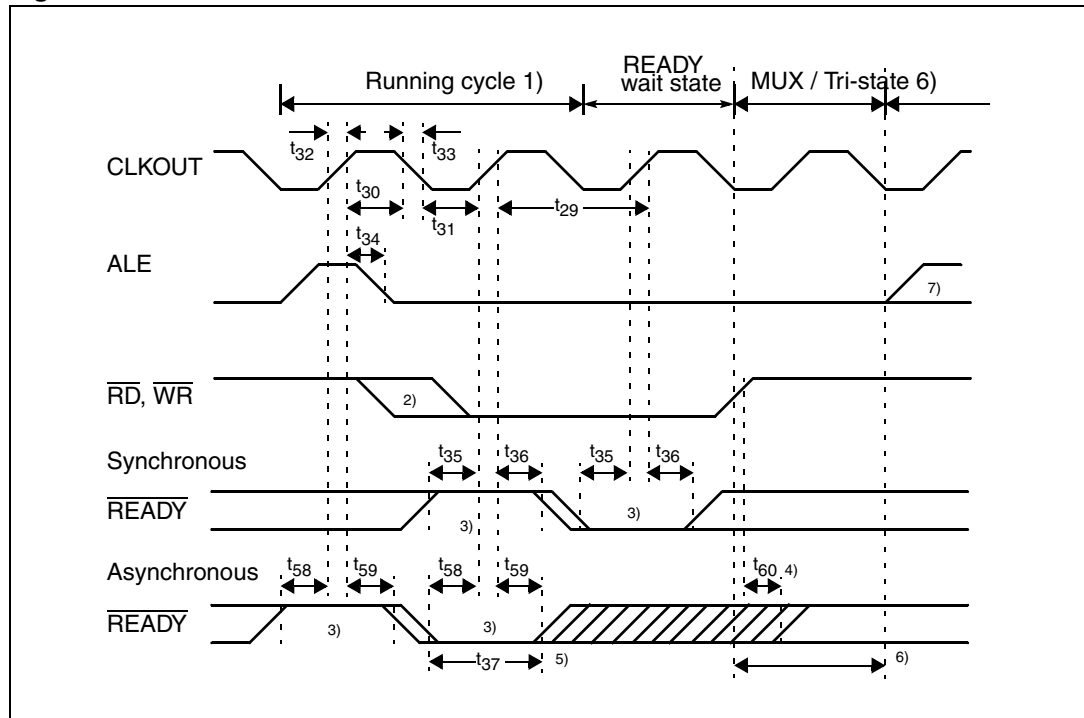 READY
Running cycle 1) wait state MUX / Tri-state 6)
t32 t33
CLKOUT
t30
t31 t29
t34
ALE
7)
RD, WR 2)
Synchronous t35 t36 t35 t36
READY 3) 3)
Asynchronous t58 t59 t58 t59 t60 4)
READY 3) 3)
t37 5) 6)